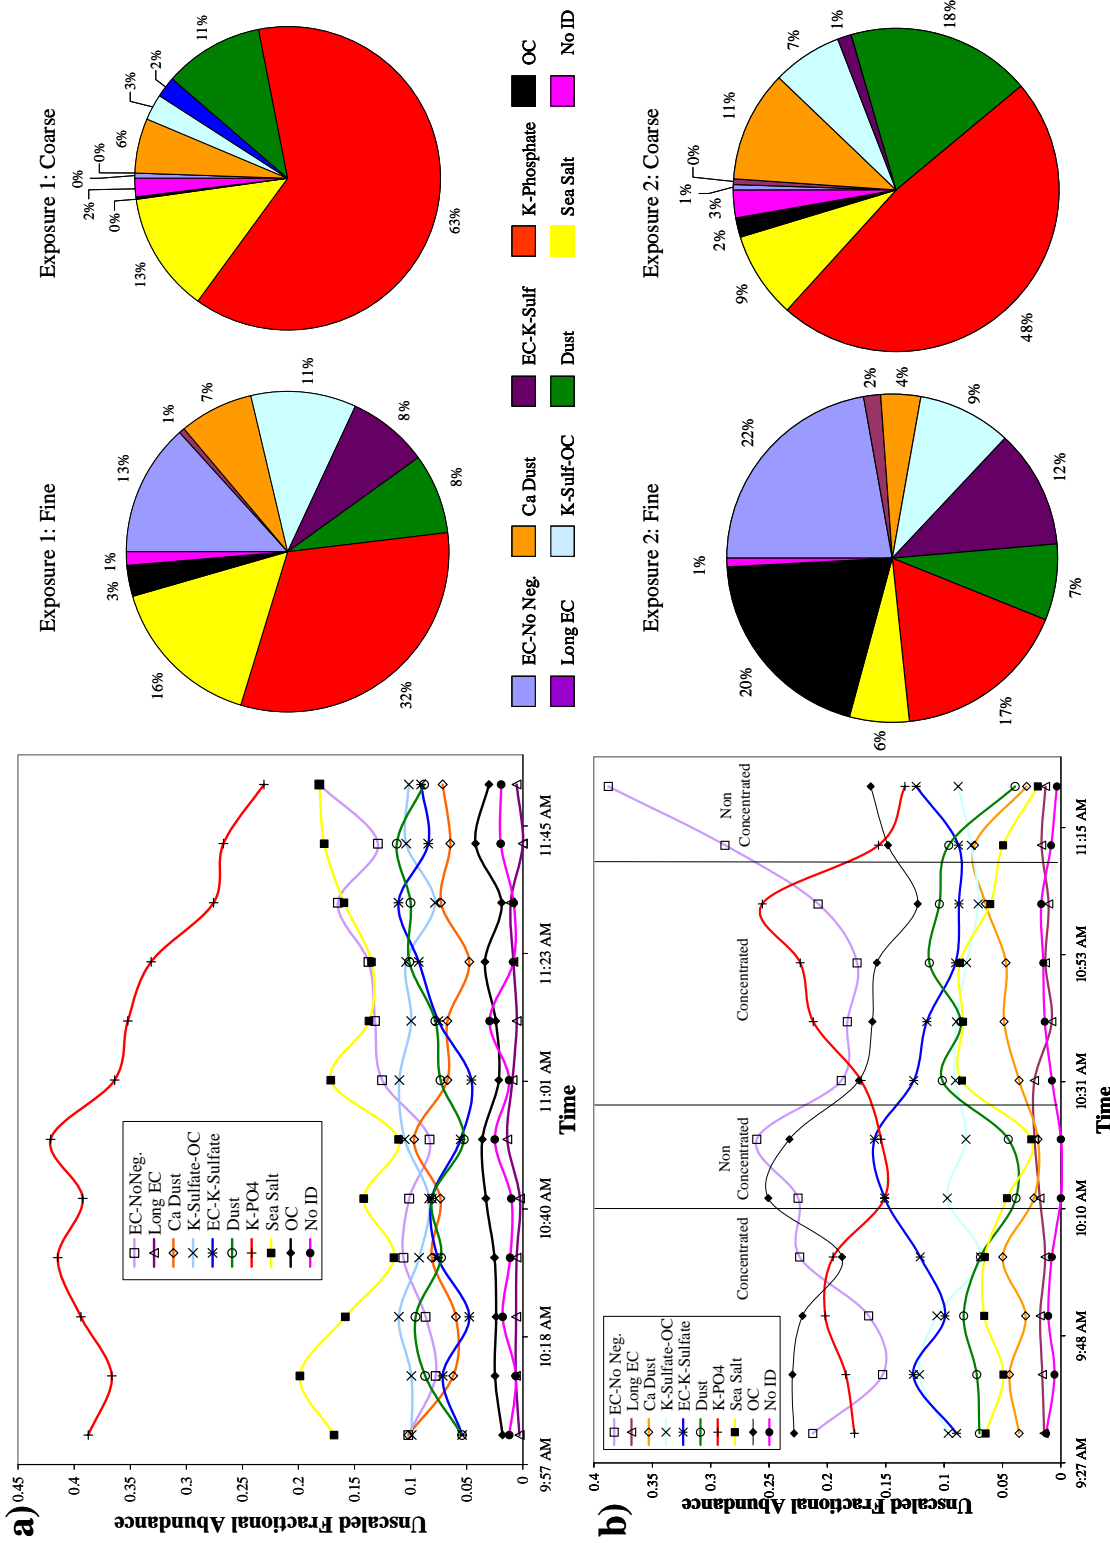 a)
Unscaled Fractional Abundance
0.45
0.4
0.35
0.3
0.25
0.2
0.15
0.1
0.05
0
EC-NoNeg.
Long EC
Ca Dust
K-Sulfate-OC
EC-K-Sulfate
Dust
K-PO4
Sea Salt
OC
No ID
9:57 AM
10:18 AM
10:40 AM
11:01 AM
11:23 AM
11:45 AM
Time
Exposure 1: Fine
13%
1%
7%
11%
8%
8%
32%
16%
3%
1%
Exposure 1: Coarse
0%
0%
6%
3%
2%
11%
63%
13%
0%
2%
EC-No Neg.
Ca Dust
EC-K-Sulf
K-Phosphate
OC
Long EC
K-Sulf-OC
Dust
Sea Salt
No ID
b)
Unscaled Fractional Abundance
0.4
0.35
0.3
0.25
0.2
0.15
0.1
0.05
0
Concentrated
Non
Concentrated
Concentrated
Non
Concentrated
EC-No Neg.
Long EC
Ca Dust
K-Sulfate-OC
EC-K-Sulfate
Dust
K-PO4
Sea Salt
OC
No ID
9:27 AM
9:48 AM
10:10 AM
10:31 AM
10:53 AM
11:15 AM
Time
Exposure 2: Fine
22%
2%
4%
9%
12%
7%
17%
6%
20%
1%
Exposure 2: Coarse
1%
0%
11%
7%
1%
18%
48%
9%
2%
3%